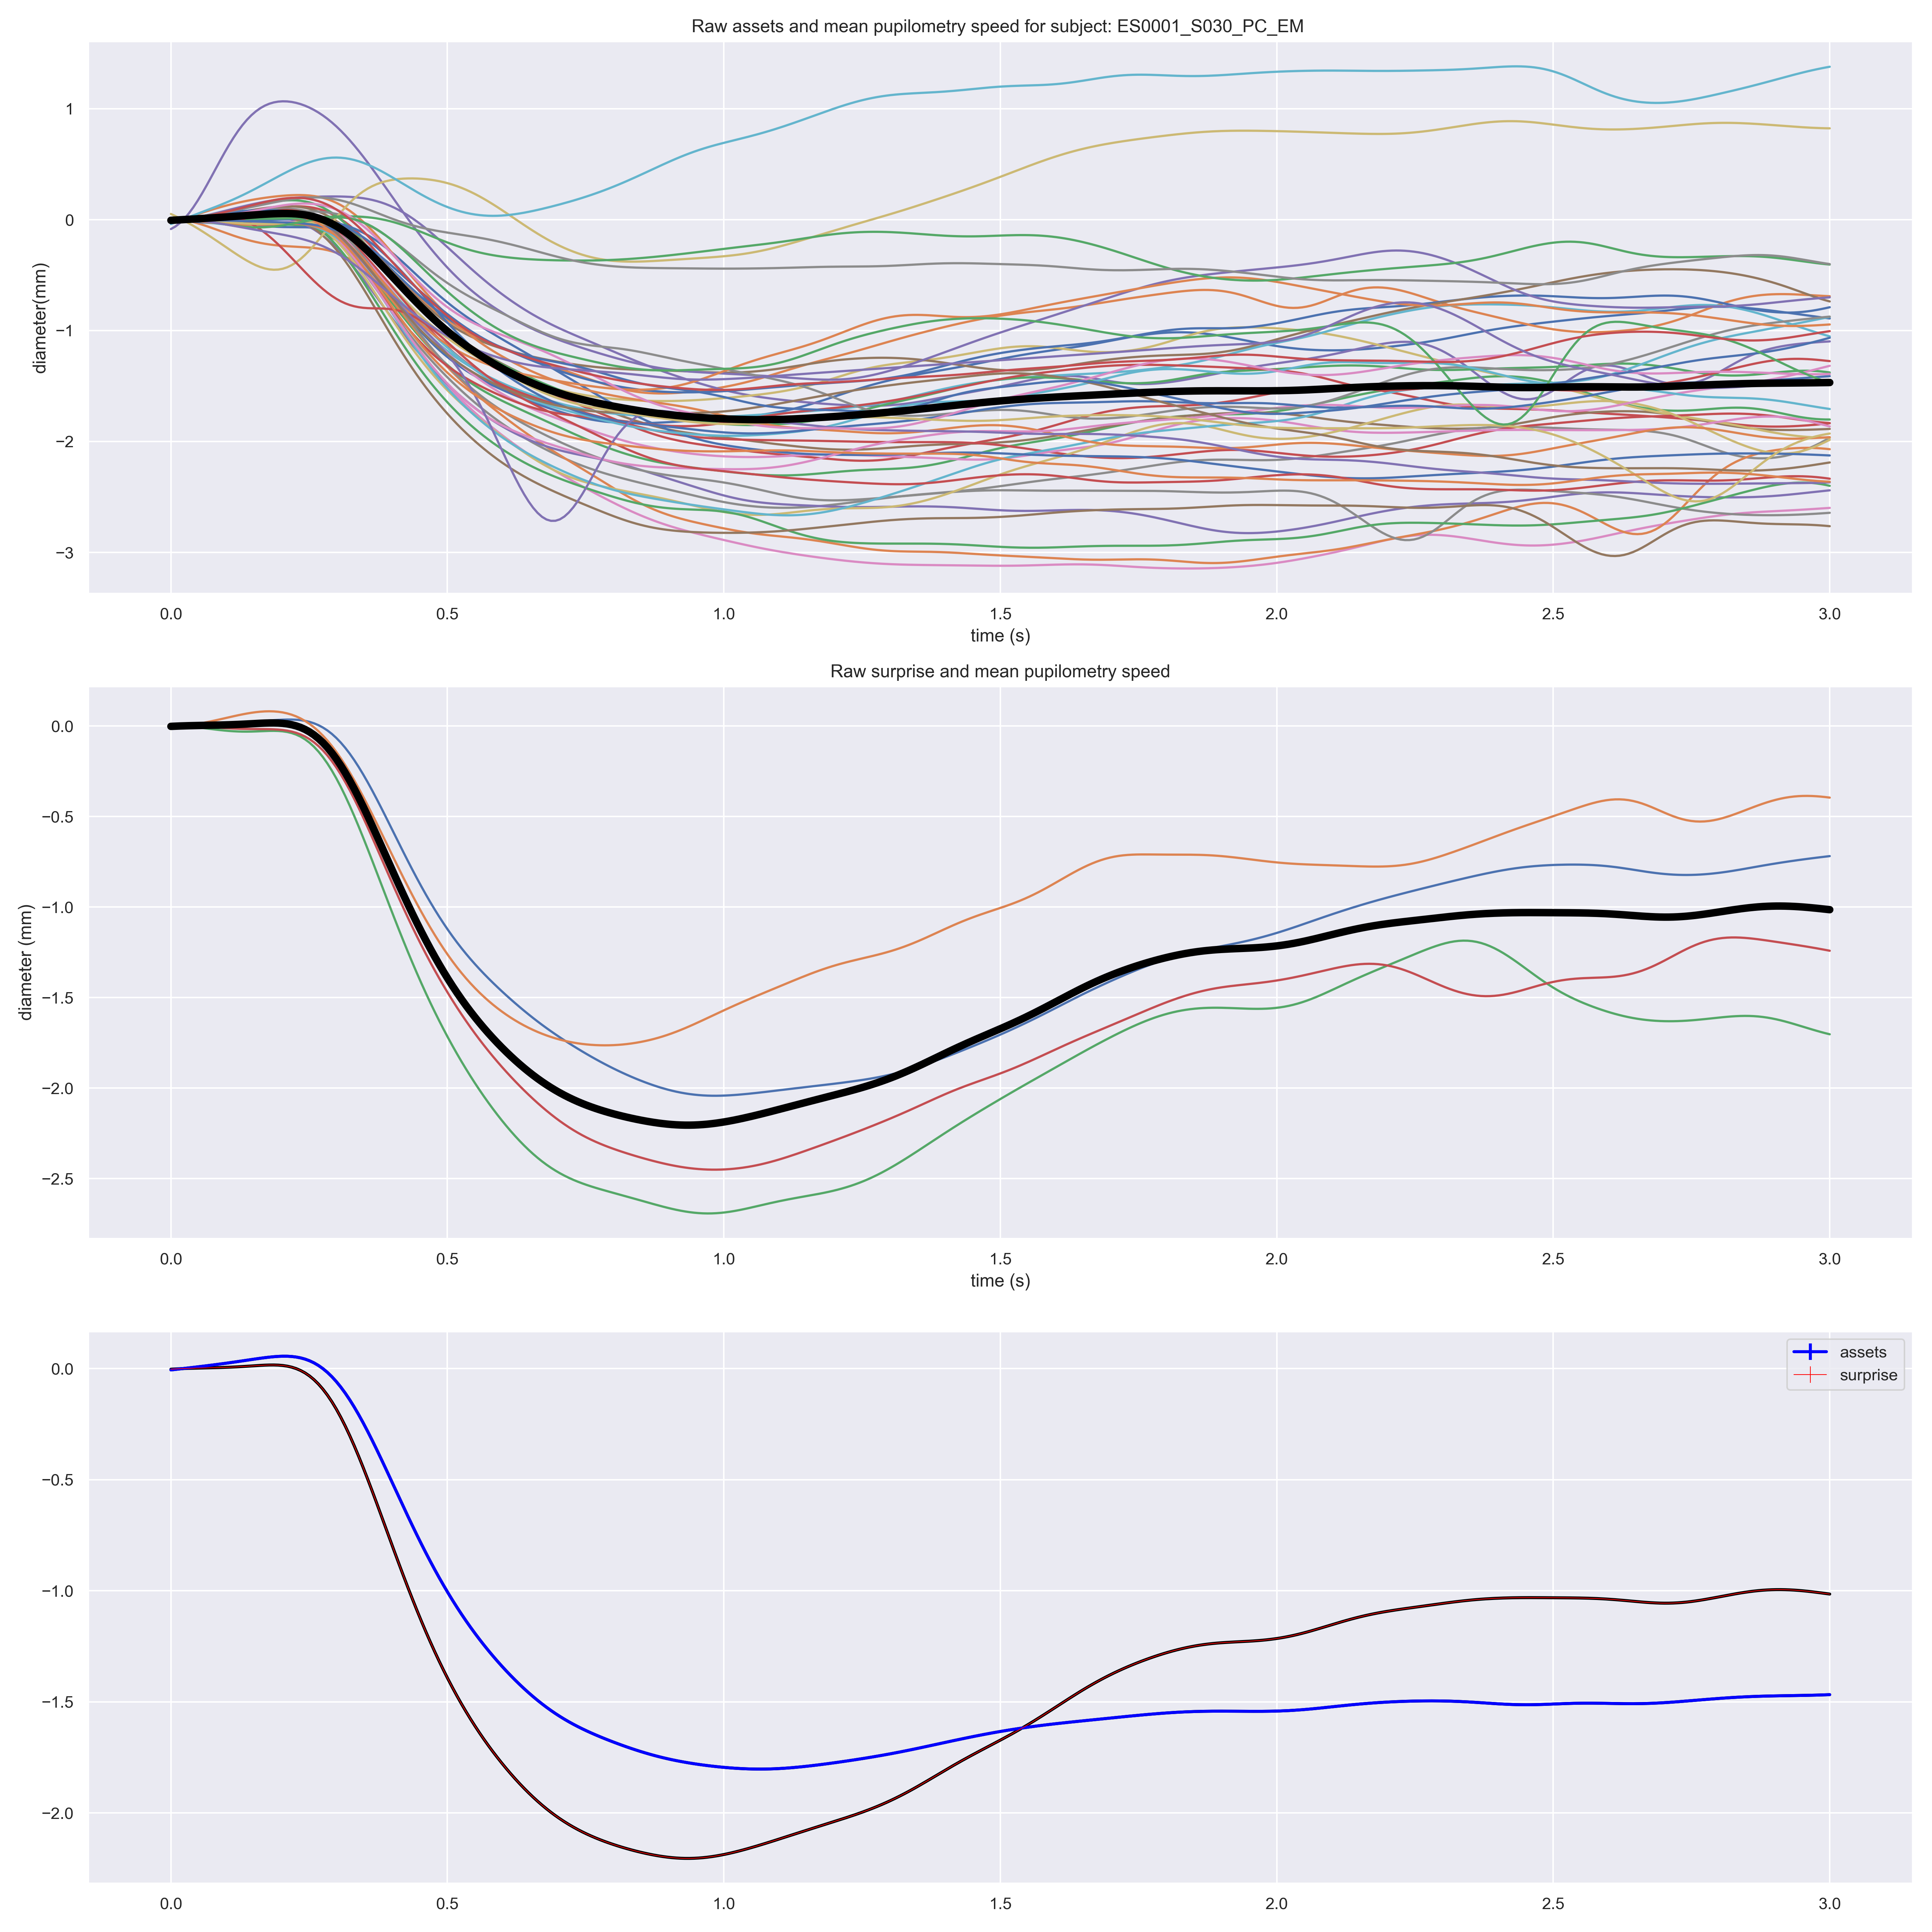 Raw assets and mean pupilometry speed for subject: ES0001_S030_PC_EM
1
0
−1
−2
−3
diameter(mm)
0.0 0.5 1.0 1.5 2.0 2.5 3.0
time (s)
Raw surprise and mean pupilometry speed
0.0
−0.5
−1.0
−1.5
−2.0
−2.5
diameter (mm)
0.0 0.5 1.0 1.5 2.0 2.5 3.0
time (s)
assets
surprise
0.0
−0.5
−1.0
−1.5
−2.0
0.0 0.5 1.0 1.5 2.0 2.5 3.0